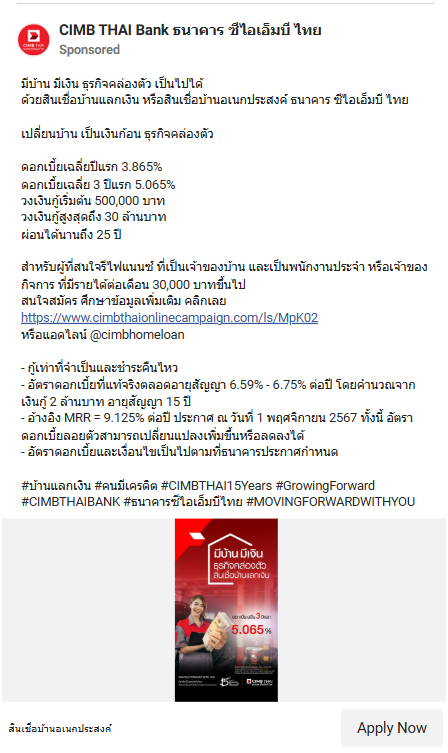 CIMB THAI Bank ธนาคาร ซีไอเอ็มบี ไทย
Sponsored
มีบ้าน มีเงิน ธุรกิจคล่องตัว เป็นไปได้
ด้วยสินเชื่อบ้านแลกเงิน หรือสินเชื่อบ้านอเนกประสงค์ ธนาคาร ซีไอเอ็มบี ไทย
เปลี่ยนบ้าน เป็นเงินก้อน ธุรกิจคล่องตัว
ดอกเบี้ยเฉลี่ยปีแรก 3.865%
ดอกเบี้ยเฉลี่ย 3 ปีแรก 5.065%
วงเงินกู้เริ่มต้น 500,000 บาท
วงเงินกู้สูงสุดถึง 30 ล้านบาท
ผ่อนได้นานถึง 25 ปี
สำหรับผู้ที่สนใจรีไฟแนนซ์ ที่เป็นเจ้าของบ้าน และเป็นพนักงานประจำ หรือเจ้าของ
กิจการ ที่มีรายได้ต่อเดือน 30,000 บาทขึ้นไป
สนใจสมัคร ศึกษาข้อมูลเพิ่มเติม คลิกเลย
https://www.cimbthaionlinecampaign.com/ls/MpK02
หรือแอดไลน์ @cimbhomeloan
- กู้เท่าที่จำเป็นและชำระคืนไหว
- อัตราดอกเบี้ยที่แท้จริงตลอดอายุสัญญา 6.59% - 6.75% ต่อปี โดยคำนวณจาก
เงินกู้ 2 ล้านบาท อายุสัญญา 15 ปี
- อ้างอิง MRR = 9.125% ต่อปี ประกาศ ณ วันที่ 1 พฤศจิกายน 2567 ทั้งนี้ อัตรา
ดอกเบี้ยลอยตัวสามารถเปลี่ยนแปลงเพิ่มขึ้นหรือลดลงได้
- อัตราดอกเบี้ยและเงื่อนไขเป็นไปตามที่ธนาคารประกาศกำหนด
#บ้านแลกเงิน #คนมีเครดิต #CIMBTHAI15Years #GrowingForward
#CIMBTHAIBANK #ธนาคารซีไอเอ็มบีไทย #MOVINGFORWARDWITHYOU
มีบ้าน มีเงิน
ธุรกิจคล่องตัว
สินเชื่อบ้านแลกเงิน
5.065%
CIMB THAI
สินเชื่อบ้านอเนกประสงค์
Apply Now